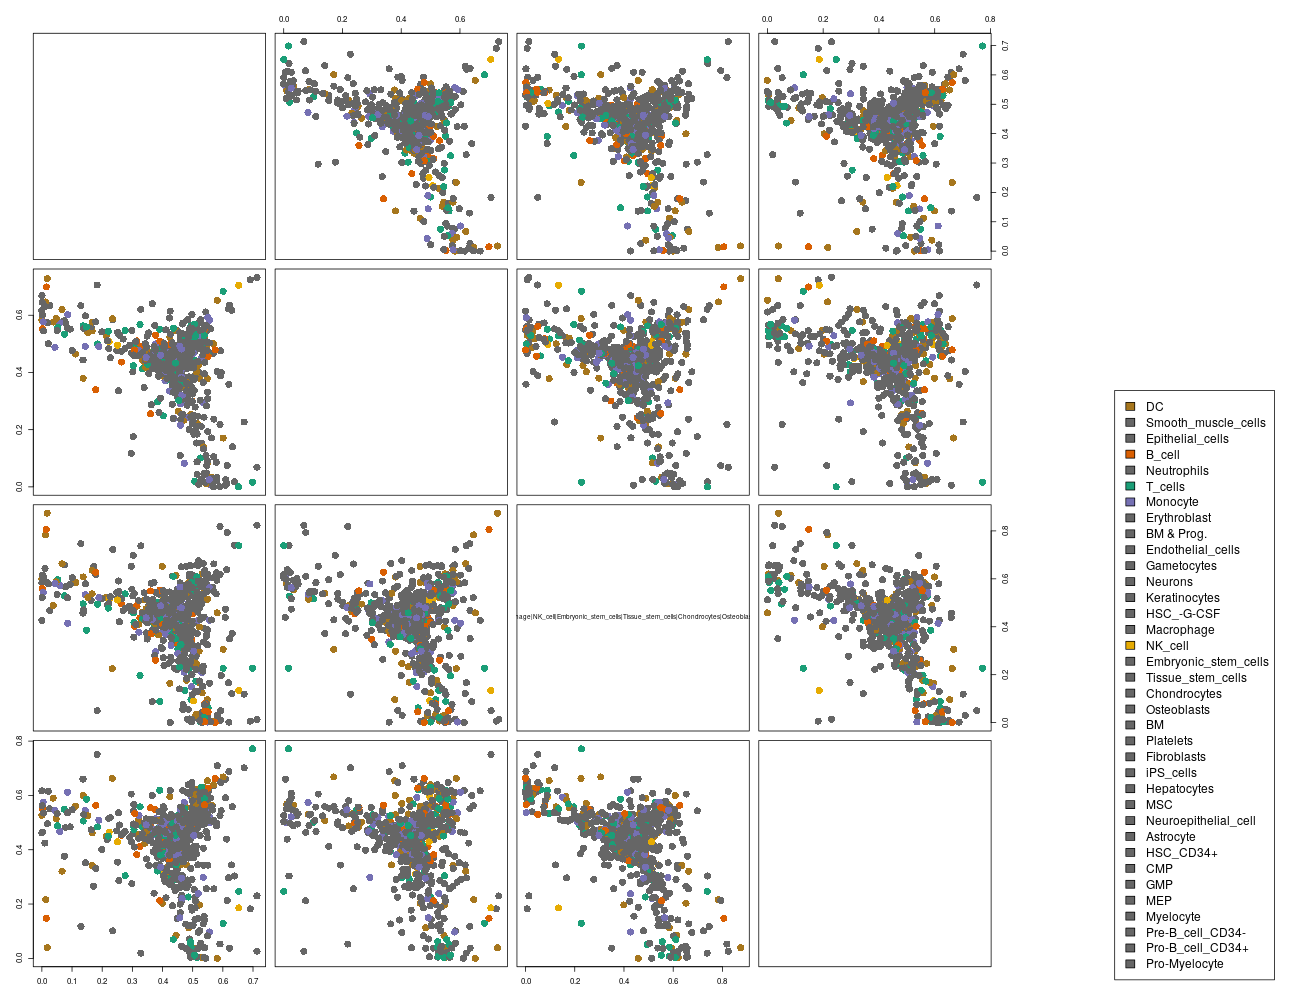 0.0 0.2 0.4 0.6
0.0 0.2 0.4 0.6 0.8
0.0 0.1 0.2 0.3 0.4 0.5 0.6 0.7
0.0 0.2 0.4 0.6
|NK_cell|Embryonic_stem_cells|Tissue_stem_cells|Chondrocytes|Osteobla
0.0 0.2 0.4 0.6 0.8
0.0 0.2 0.4 0.6 0.8
0.0 0.1 0.2 0.3 0.4 0.5 0.6 0.7
0.0 0.2 0.4 0.6 0.8
DC
Smooth_muscle_cells
Epithelial_cells
B_cell
Neutrophils
T_cells
Monocyte
Erythroblast
BM & Prog.
Endothelial_cells
Gametocytes
Neurons
Keratinocytes
HSC_-G-CSF
Macrophage
NK_cell
Embryonic_stem_cells
Tissue_stem_cells
Chondrocytes
Osteoblasts
BM
Platelets
Fibroblasts
iPS_cells
Hepatocytes
MSC
Neuroepithelial_cell
Astrocyte
HSC_CD34+
CMP
GMP
MEP
Myelocyte
Pre-B_cell_CD34-
Pro-B_cell_CD34+
Pro-Myelocyte